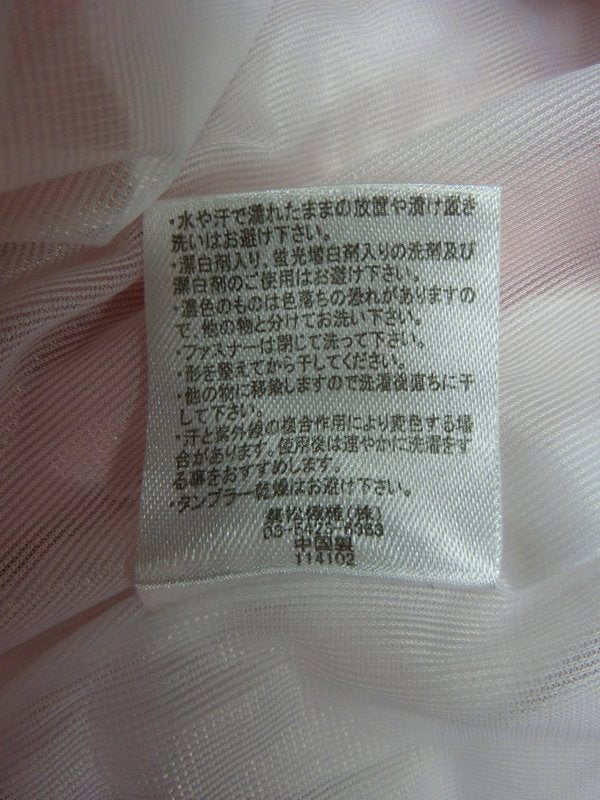 ・水や汗で濡れたままの放置や漬け置き
洗いはお避け下さい。
・漂白剤入り、蛍光増白剤入りの洗剤及び
漂白剤のご使用はお避け下さい。
・濃色のものは色落ちの恐れがありますの
で、他の物と分けてお洗い下さい。
・ファスナーは閉じて洗って下さい。
・形を整えてから干してください。
・他の物に移染しますので洗濯後直ちに干
して下さい。
・汗と紫外線の複合作用により変色する場
合があります。使用後は速やかに洗濯をす
る事をおすすめします。
・タンブラー乾燥はお避け下さい。
(株)
03-5423-6363
中国製
114102